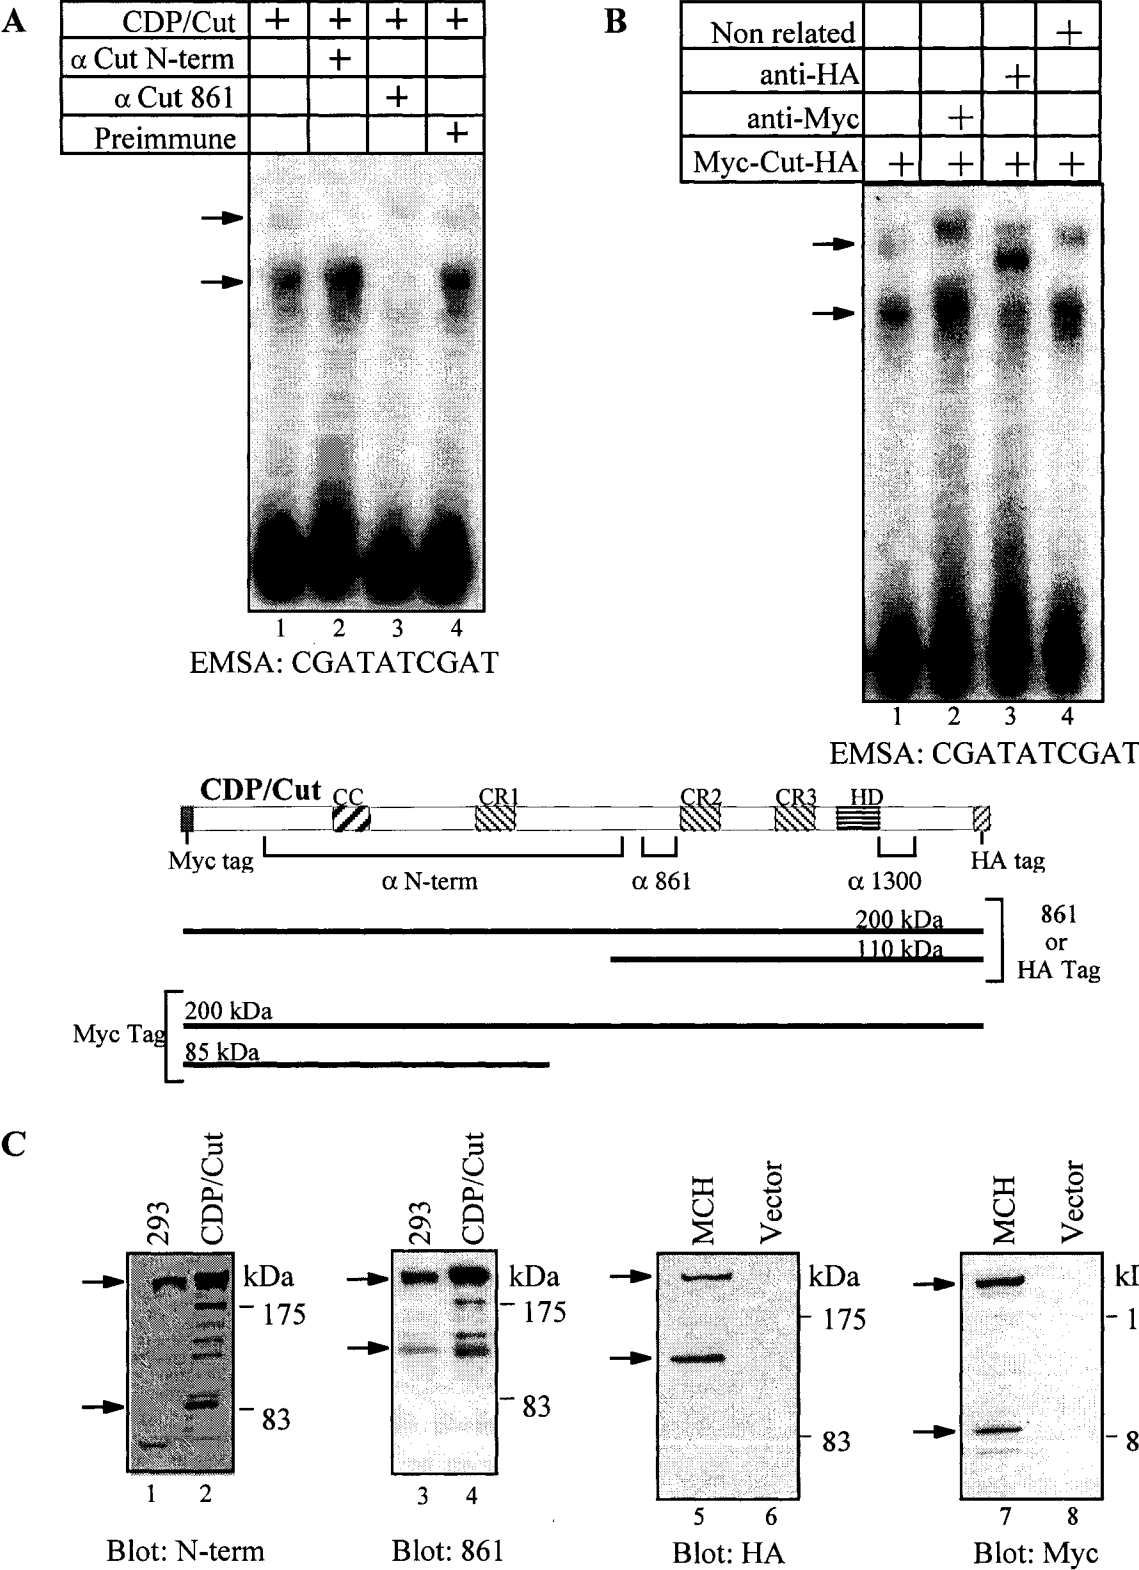 A
CDP/Cut + + + +
α Cut N-term +
α Cut 861 +
Preimmune +
1 2 3 4
EMSA: CGATATCGAT
B
Non related +
anti-HA +
anti-Myc +
Myc-Cut-HA + + + +
1 2 3 4
EMSA: CGATATCGAT
CDP/Cut
CC CR1 CR2 CR3 HD
Myc tag HA tag
α N-term α 861 α 1300
200 kDa
110 kDa
861
or
HA Tag
Myc Tag
200 kDa
85 kDa
C
293 CDP/Cut
kDa
175
83
1 2
Blot: N-term
293 CDP/Cut
kDa
175
83
3 4
Blot: 861
MCH Vector
kDa
175
83
5 6
Blot: HA
MCH Vector
1
8
7 8
Blot: Myc